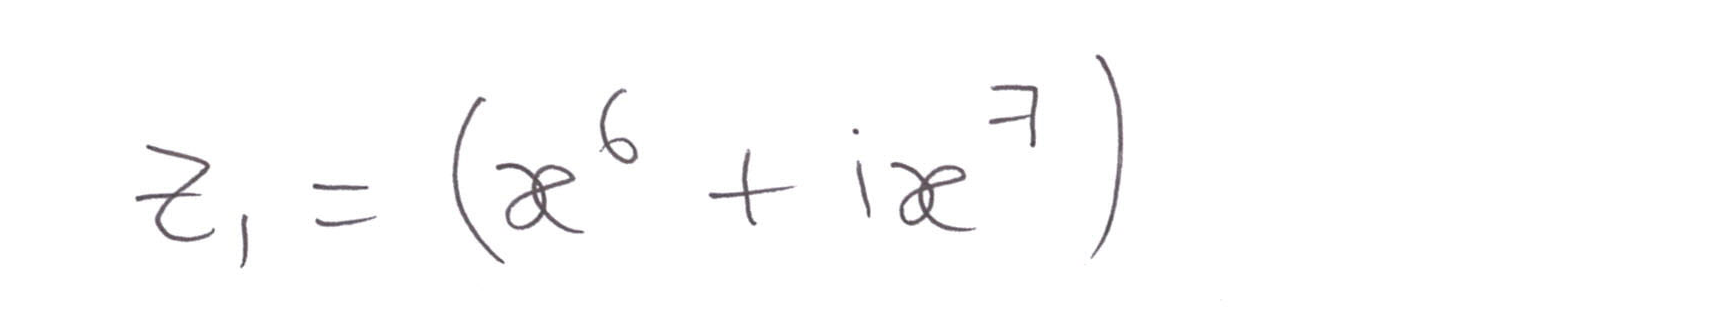 z₁ = (x⁶ + ix⁷)